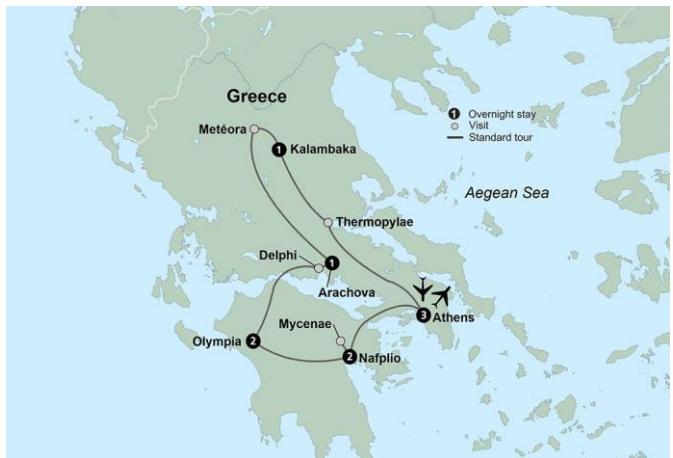 Greece
Metéora
1 Kalambaka
1 Overnight stay
Visit
Standard tour
Aegean Sea
Thermopylae
Delphi
1
Arachova
3 Athens
Mycenae
Olympia 2
2 Nafplio